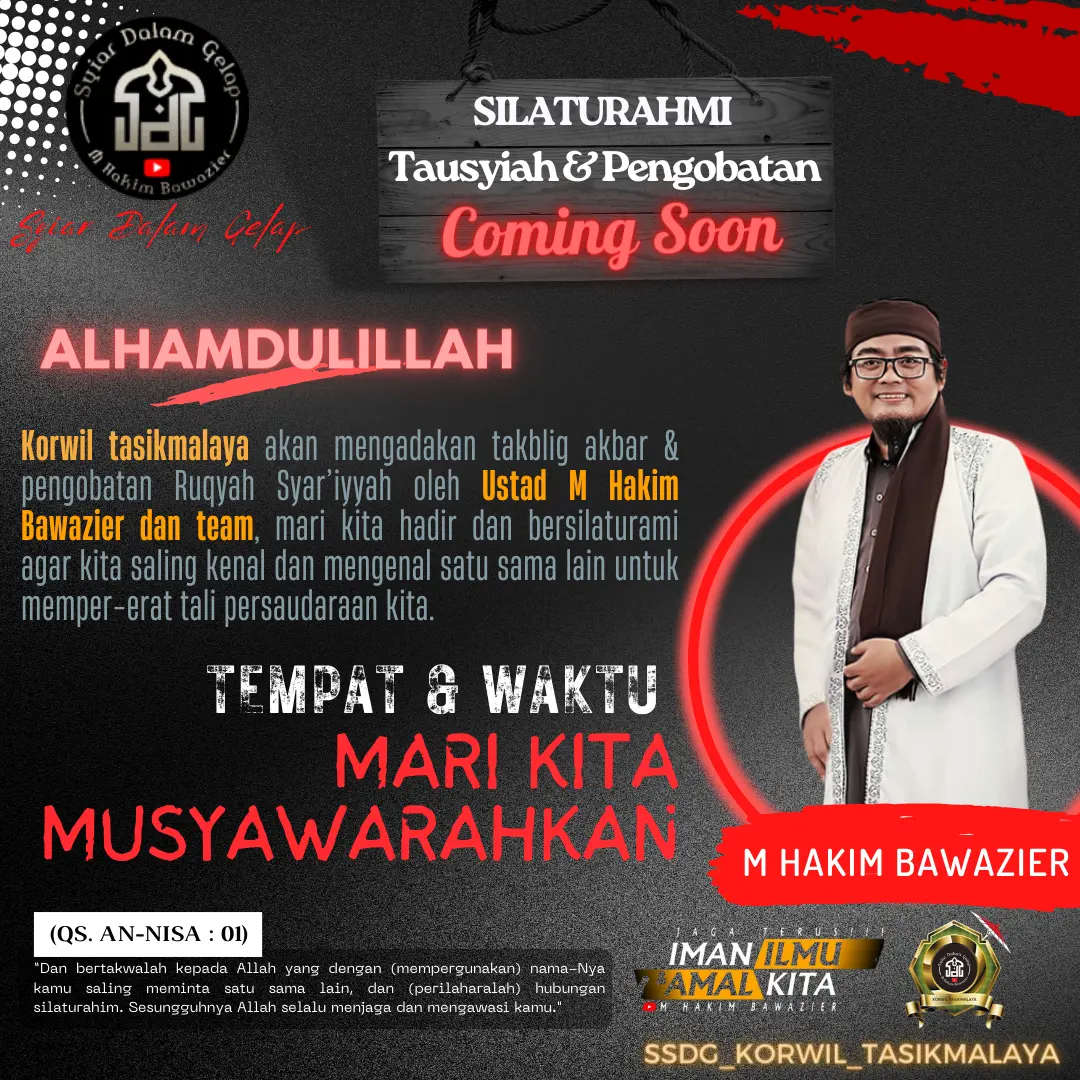 Syiar Dalam Gelap
M Hakim Bawazier
Syiar Dalam Gelap
SILATURAHMI
Tausyiah & Pengobatan
Coming Soon
ALHAMDULILLAH
Korwil tasikmalaya akan mengadakan takblig akbar &
pengobatan Ruqyah Syar'iyyah oleh Ustad M Hakim
Bawazier dan team, mari kita hadir dan bersilaturami
agar kita saling kenal dan mengenal satu sama lain untuk
memper-erat tali persaudaraan kita.
TEMPAT & WAKTU
MARI KITA
MUSYAWARAHKAN
M HAKIM BAWAZIER
(QS. AN-NISA : 01)
"Dan bertakwalah kepada Allah yang dengan (mempergunakan) nama-Nya
kamu saling meminta satu sama lain, dan (perilaharalah) hubungan
silaturahim. Sesungguhnya Allah selalu menjaga dan mengawasi kamu."
JAGA TERUS!!!
IMAN ILMU
AMAL KITA
M HAKIM BAWAZIER
KORWIL TASIKMALAYA
SSDG_KORWIL_TASIKMALAYA